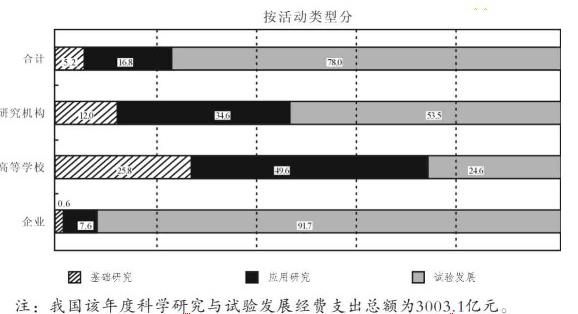 按活动类型分
合计 5.2 16.8 78.0
研究机构 12.0 34.6 53.5
高等学校 25.8 49.6 24.6
0.6
企业 7.6 91.7
基础研究 应用研究 试验发展
注：我国该年度科学研究与试验发展经费支出总额为3003.1亿元。